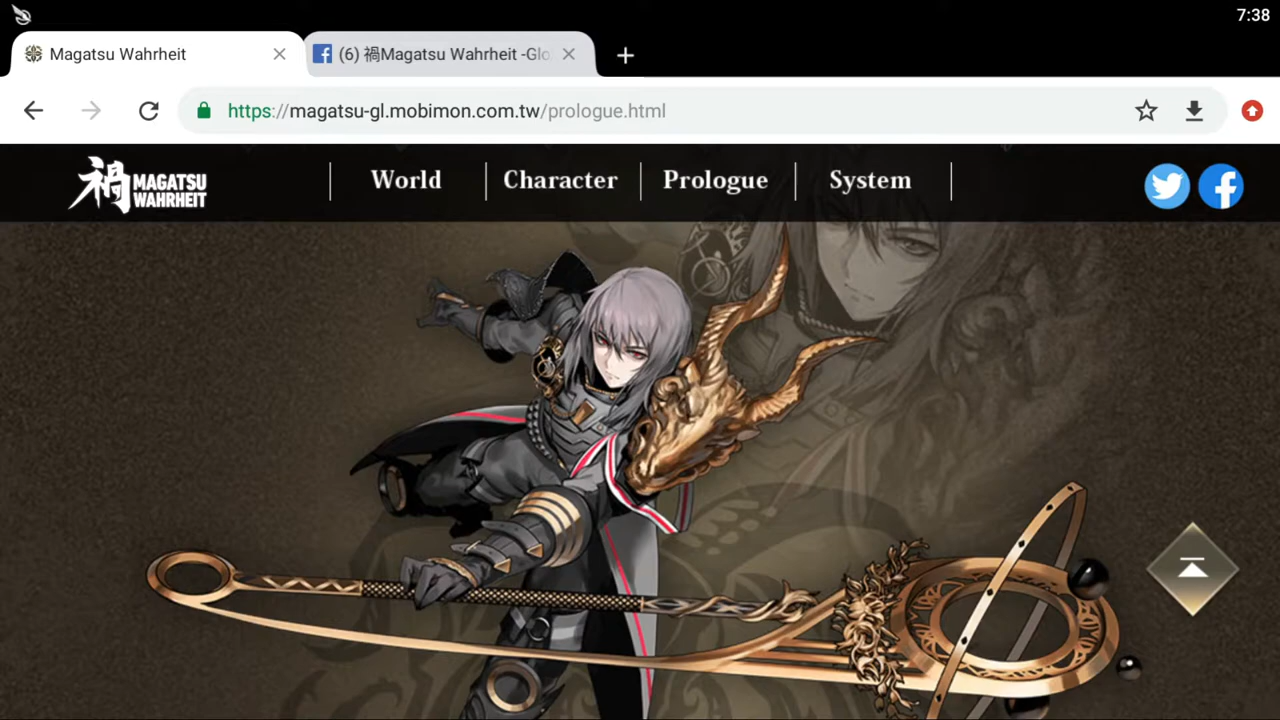 7:38
Magatsu Wahrheit
(6) 禍Magatsu Wahrheit -Glo
https://magatsu-gl.mobimon.com.tw/prologue.html
禍 MAGATSU
WAHRHEIT
World
Character
Prologue
System